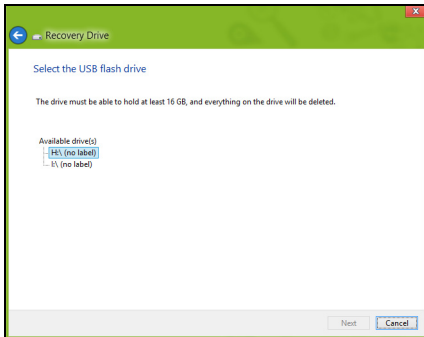 Recovery Drive
Select the USB flash drive
The drive must be able to hold at least 16 GB, and everything on the drive will be deleted.
Available drive(s)
H:\ (no label)
I:\ (no label)
Next
Cancel